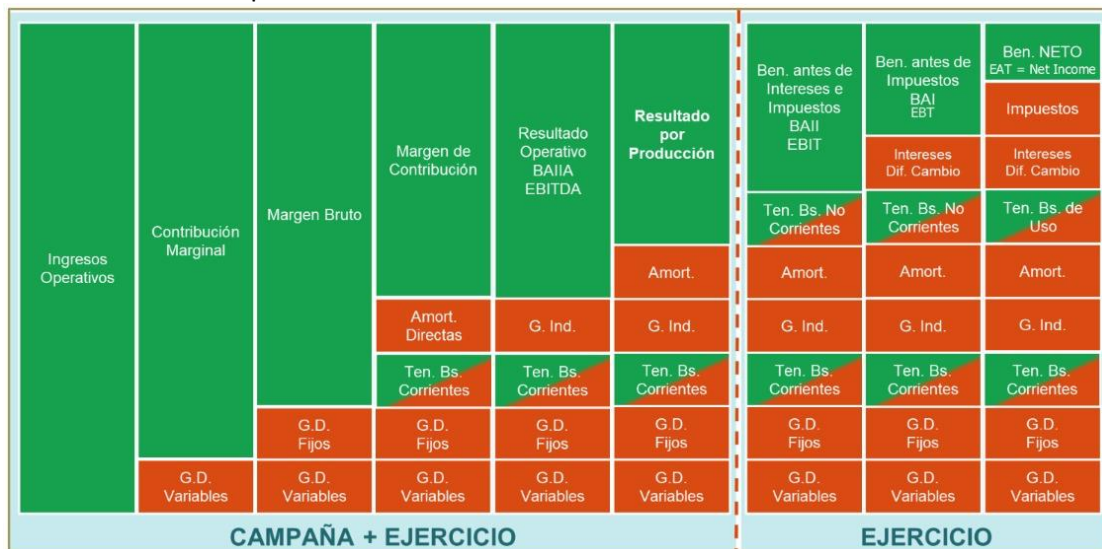 Ingresos
Operativos
Contribución
Marginal
G.D.
Variables
Margen Bruto
G.D.
Fijos
G.D.
Variables
Margen de
Contribución
Amort.
Directas
Ten. Bs.
Corrientes
G.D.
Fijos
G.D.
Variables
Resultado
Operativo
BAIIA
EBITDA
G. Ind.
Ten. Bs.
Corrientes
G.D.
Fijos
G.D.
Variables
Resultado
por
Producción
Amort.
G. Ind.
Ten. Bs.
Corrientes
G.D.
Fijos
G.D.
Variables
CAMPAÑA + EJERCICIO
Ben. antes de
Intereses e
Impuestos
BAII
EBIT
Ten. Bs. No
Corrientes
Amort.
G. Ind.
Ten. Bs.
Corrientes
G.D.
Fijos
G.D.
Variables
Ben. antes de
Impuestos
BAI
EBT
Intereses
Dif. Cambio
Ten. Bs. No
Corrientes
Amort.
G. Ind.
Ten. Bs.
Corrientes
G.D.
Fijos
G.D.
Variables
Ben. NETO
EAT = Net Income
Impuestos
Intereses
Dif. Cambio
Ten. Bs. de
Uso
Amort.
G. Ind.
Ten. Bs.
Corrientes
G.D.
Fijos
G.D.
Variables
EJERCICIO